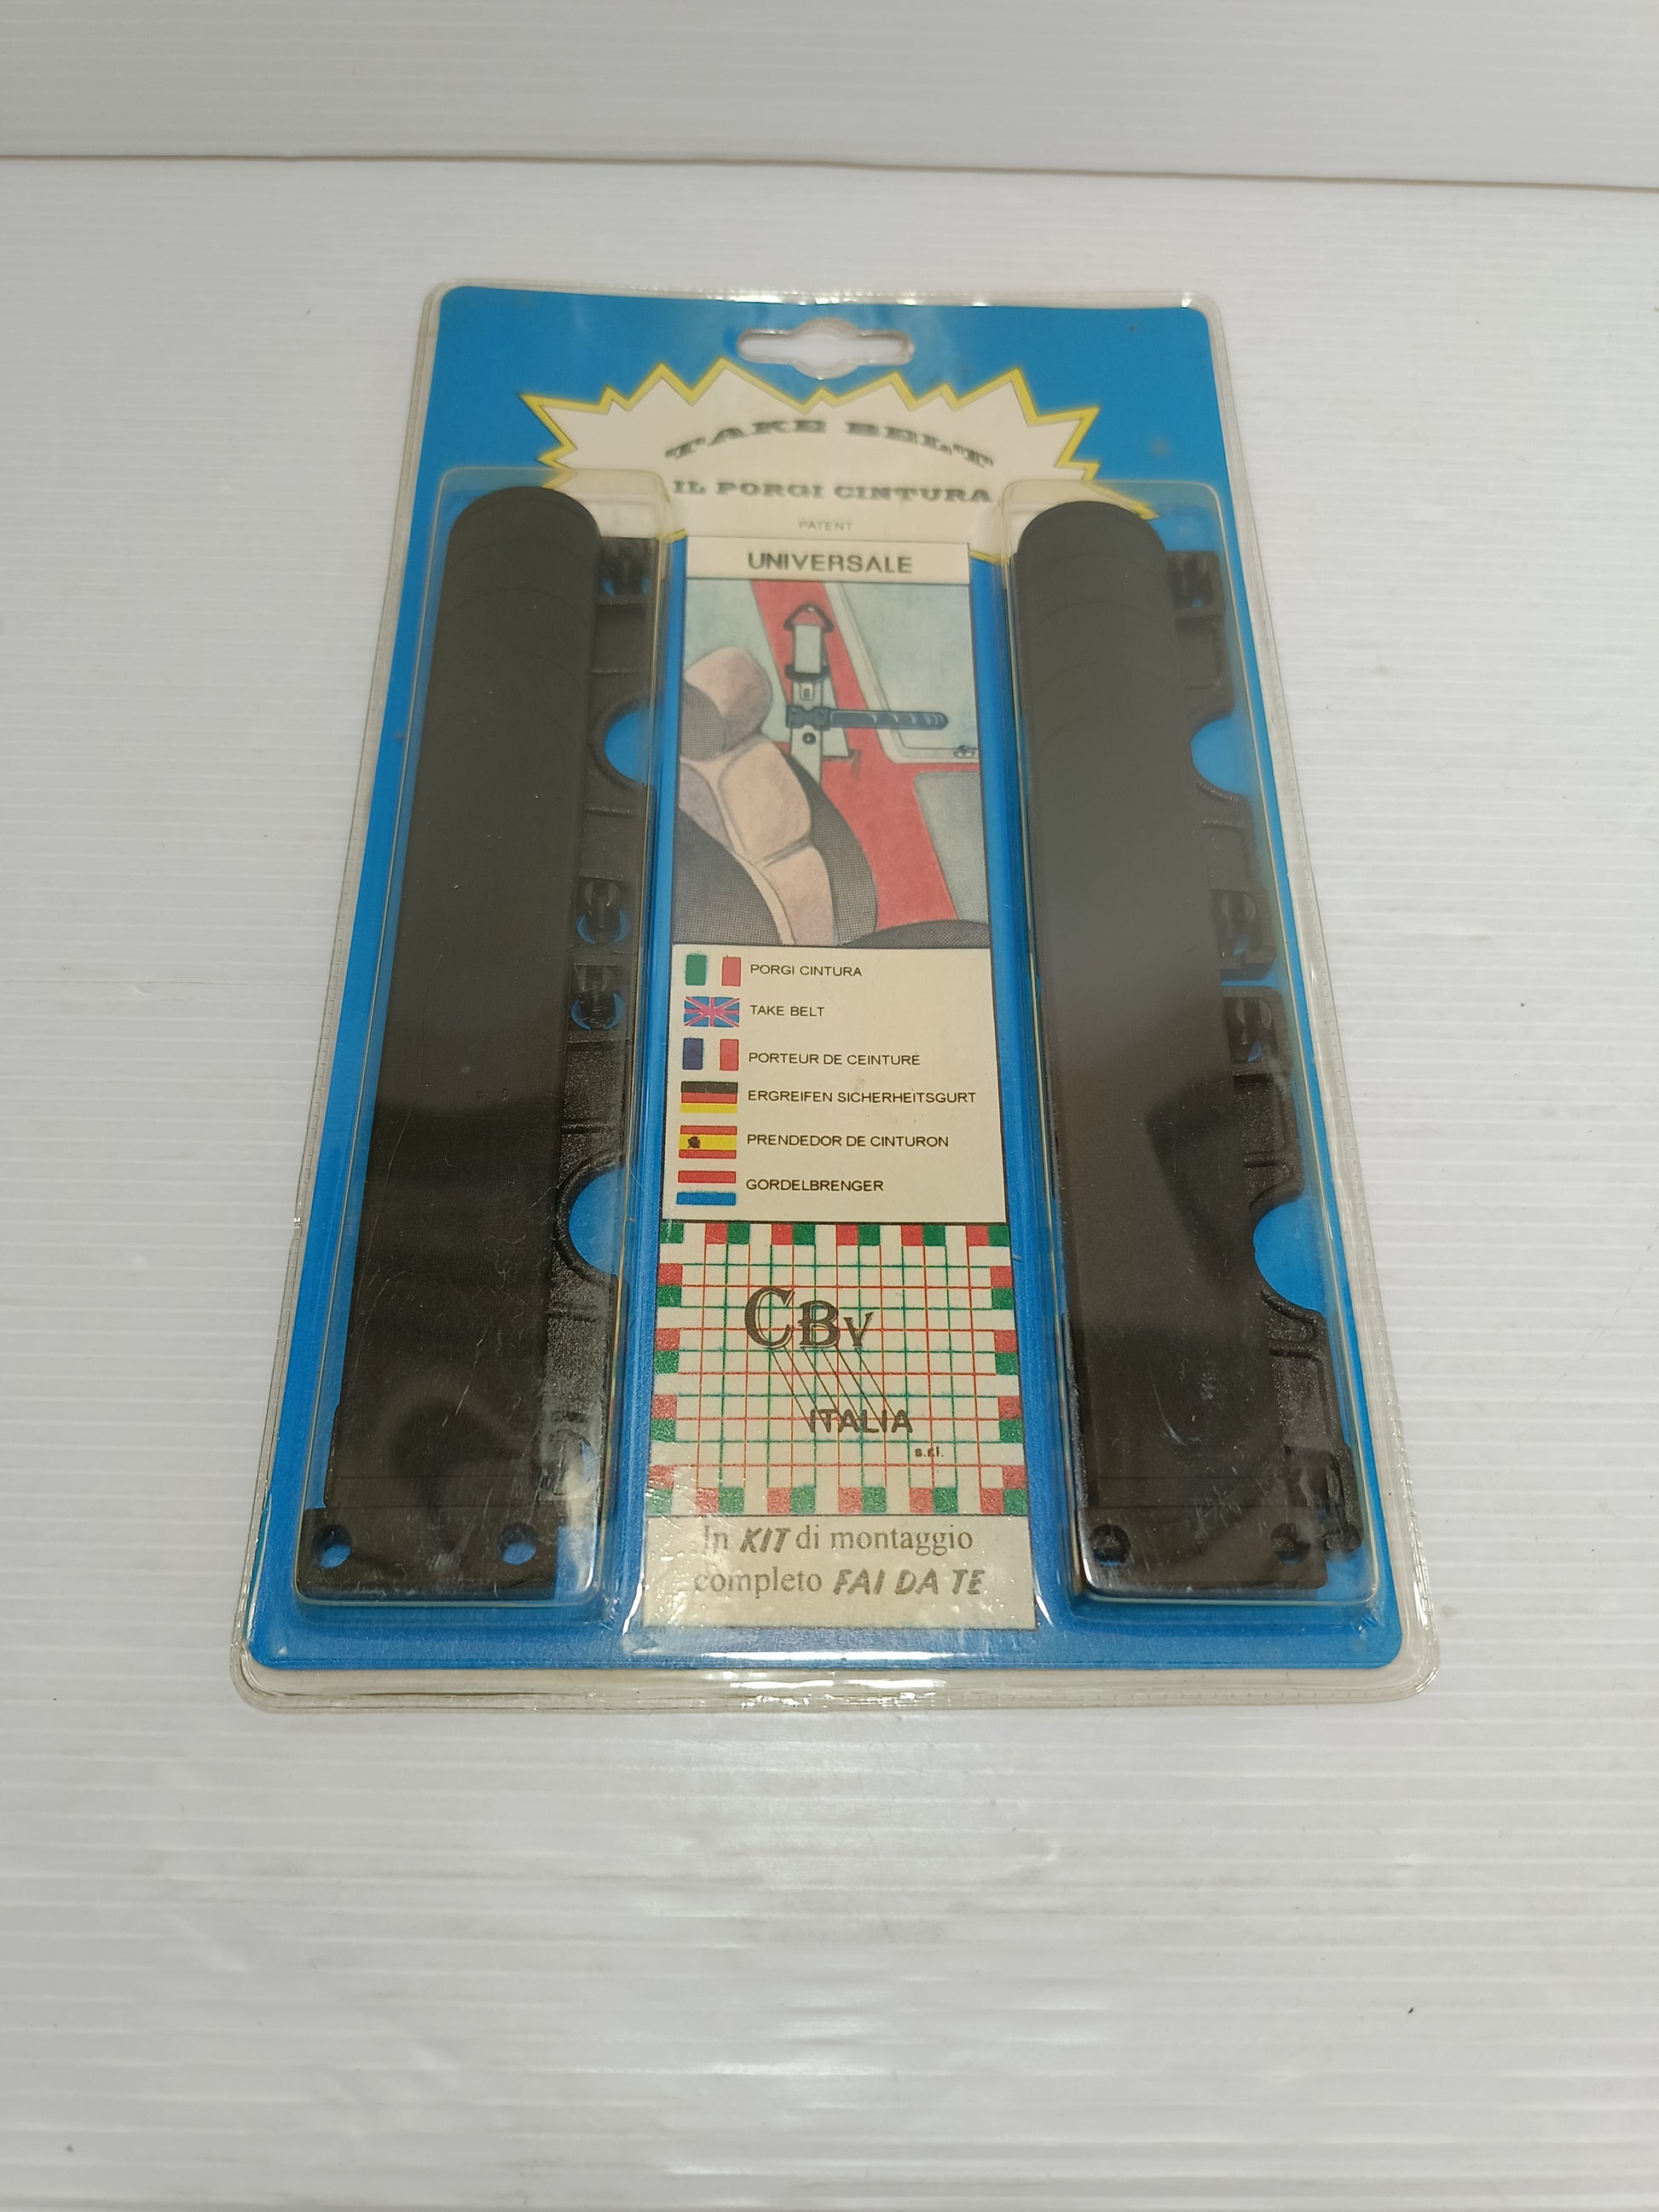 TAKE BELT
IL PORGI CINTURA
PATENT
UNIVERSALE
PORGI CINTURA
TAKE BELT
PORTEUR DE CEINTURE
ERGREIFEN SICHERHEITSGURT
PRENDEDOR DE CINTURON
GORDELBRENGER
CBV
ITALIA
s.r.l.
In KIT di montaggio
completo FAI DA TE